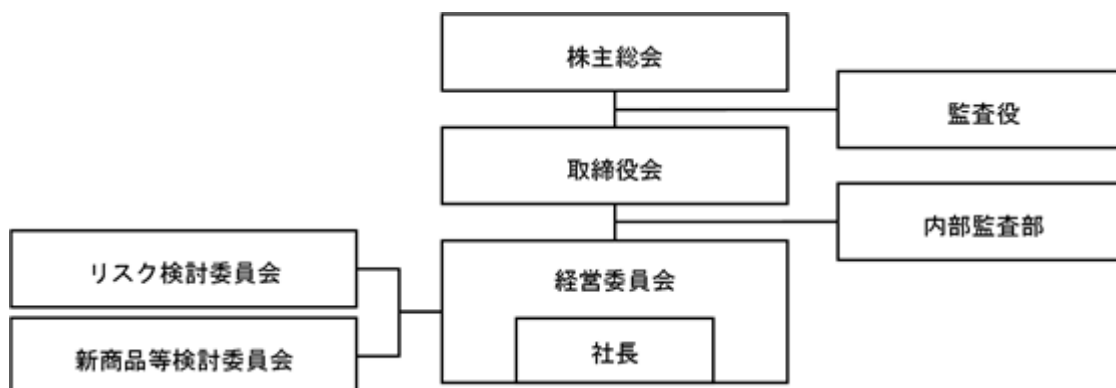 株主総会
監査役
取締役会
内部監査部
リスク検討委員会
経営委員会
新商品等検討委員会
社長